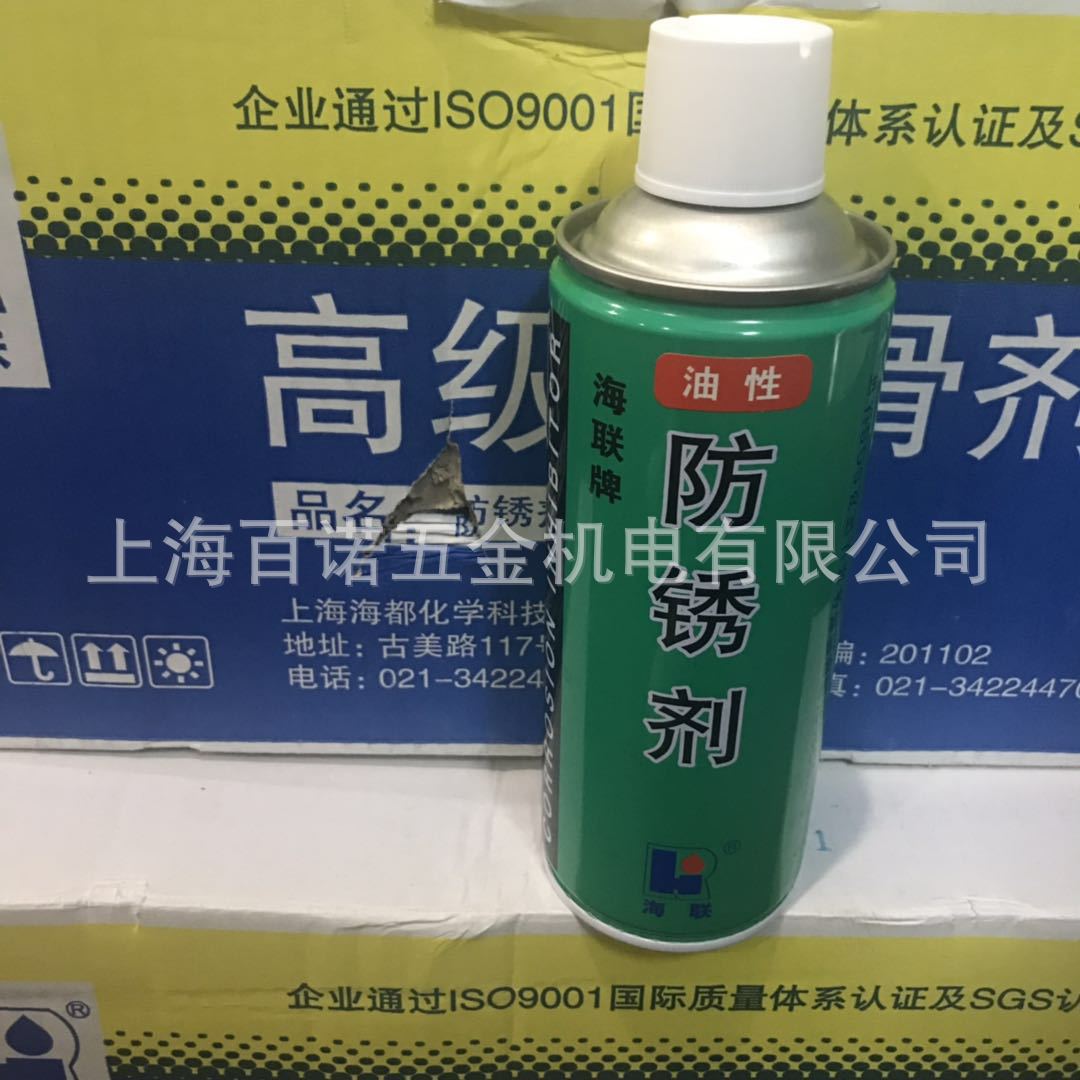 企业通过ISO9001国
体系认证及S
高级
滑剂
品名
防锈剂
上海海都化学科技
地址：古美路117号
电话：021-34224
编：201102
真：021-34224470
油性
海联牌
防锈剂
CORROSION INHIBITOR
海联
®
上海百诺五金机电有限公司
1
®
企业通过ISO9001国际质量体系认证及SGS认